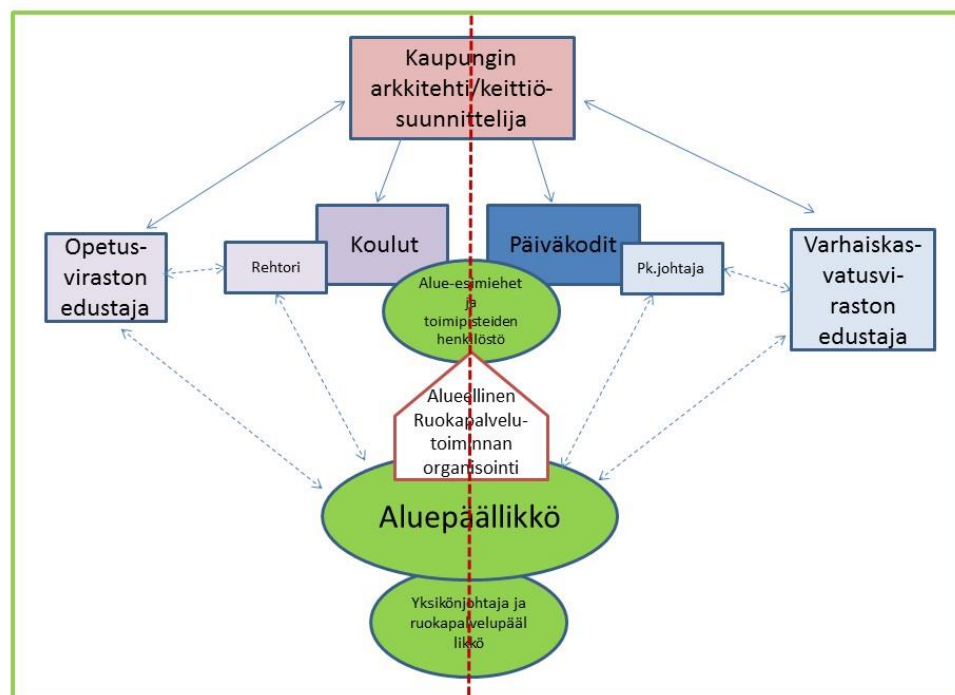 Kaupungin
arkkitehti/keittiö-
suunnittelija
Opetus-
viraston
edustaja
Rehtori
Koulut
Päiväkodit
Pk.johtaja
Varhaiskas-
vatusvi-
raston
edustaja
Alue-esimiehet
ja
toimipisteiden
henkilöstö
Alueellinen
Ruokapalvelu-
toiminnan
organisointi
Aluepäällikkö
Yksikönjohtaja ja
ruokapalvelupääl
likkö